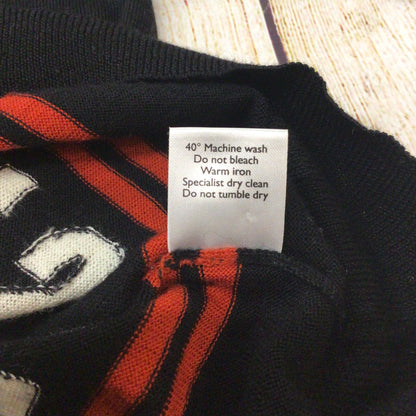 40° Machine wash
Do not bleach
Warm iron
Specialist dry clean
Do not tumble dry